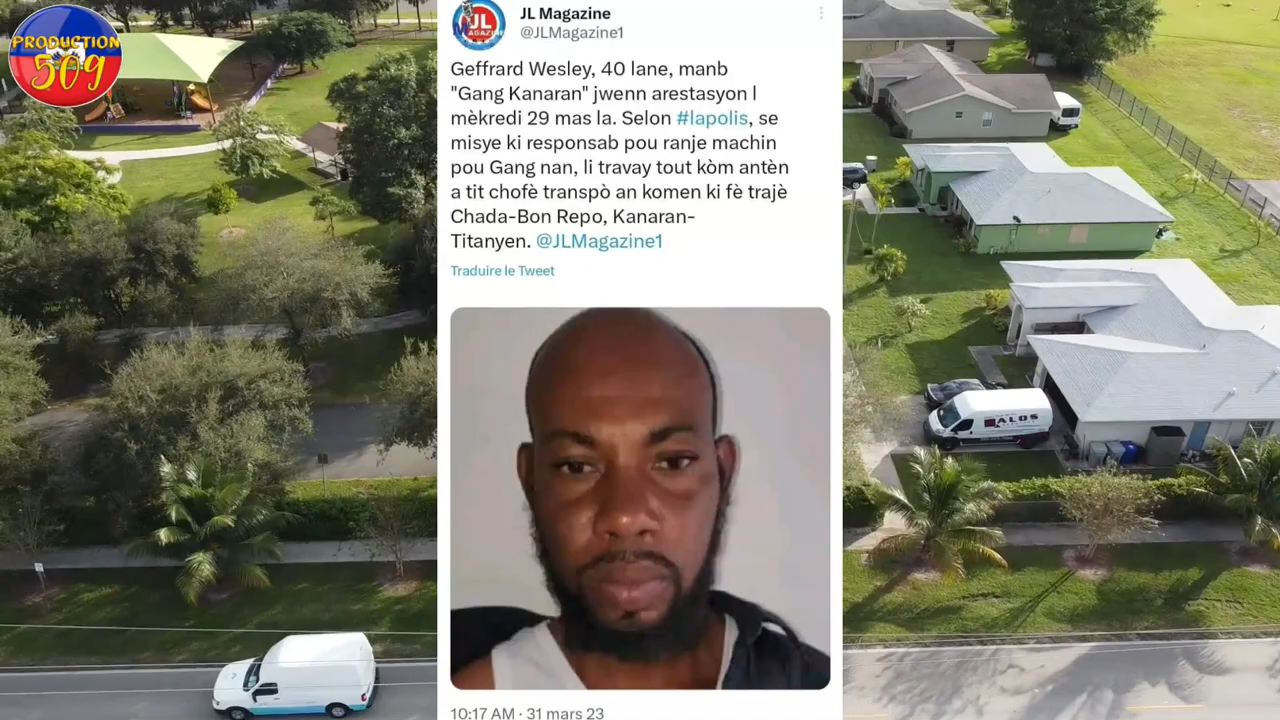 PRODUCTION
509
JL Magazine
@JLMagazine1
Geffrard Wesley, 40 lane, manb
"Gang Kanaran" jwenn arestasyon l
mèkredi 29 mas la. Selon #lapolis, se
misye ki responsab pou ranje machin
pou Gang nan, li travay tout kòm antèn
a tit chofè transpò an komen ki fè trajè
Chada-Bon Repo, Kanaran-
Titanyen. @JLMagazine1
Traduire le Tweet
10:17 AM · 31 mars 23
JL
MAGAZINE
ALOS